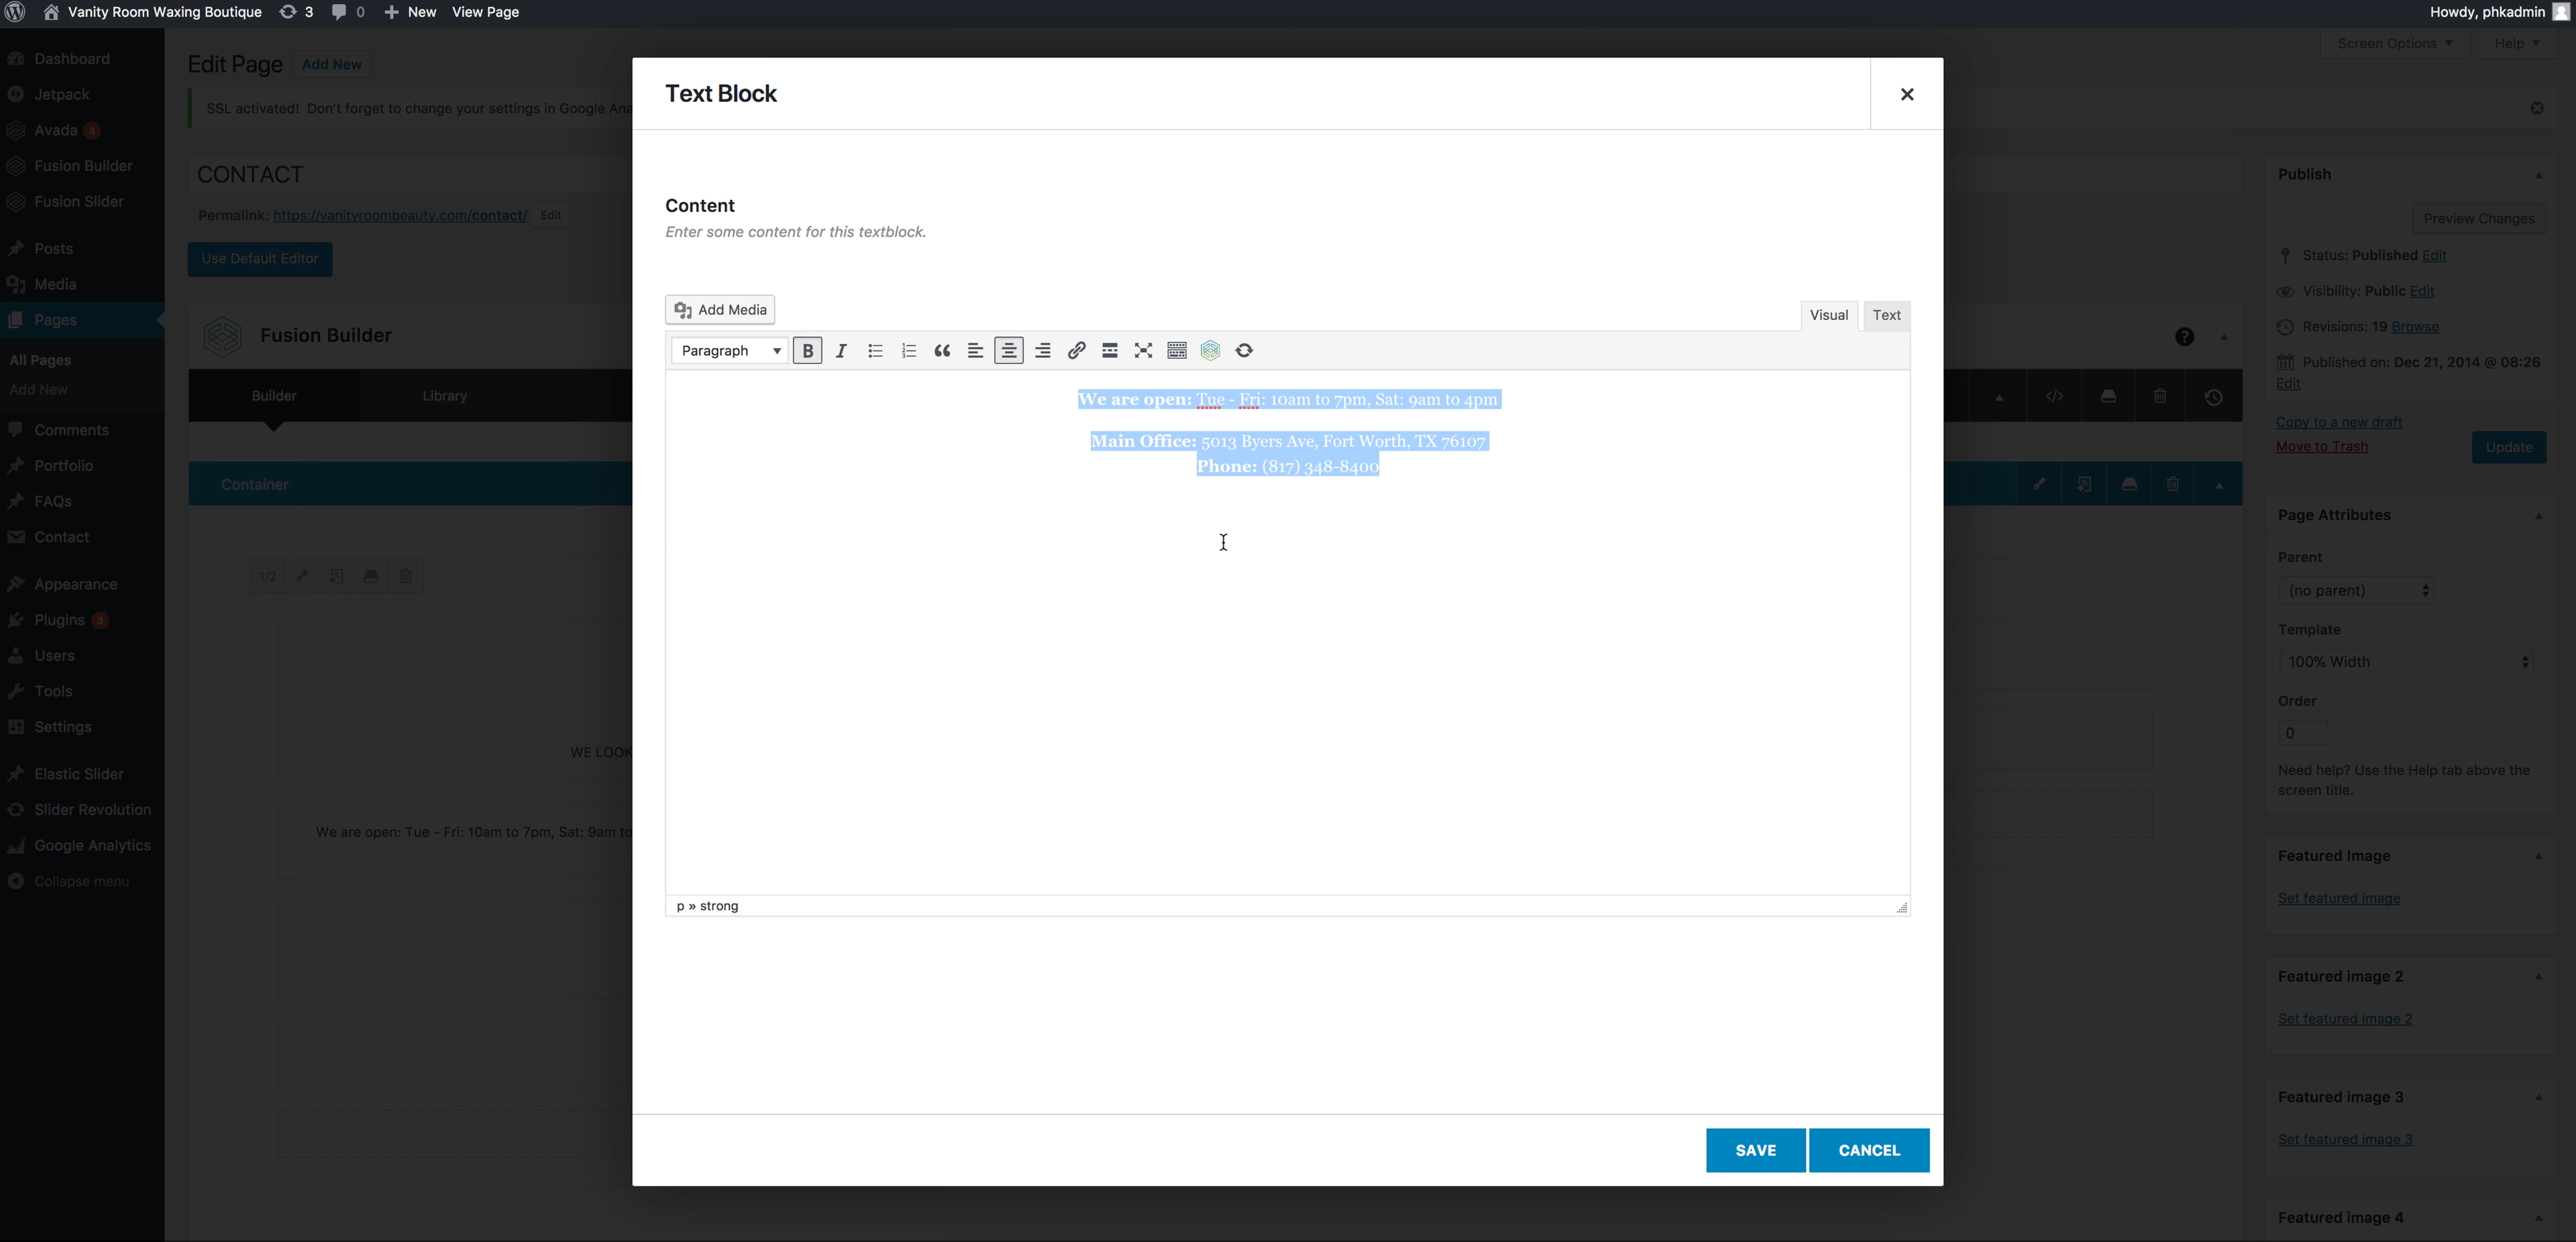 Vanity Room Waxing Boutique 3 0 New View Page Howdy, phkadmin
Screen Options Help
Dashboard
Jetpack
Avada 3
Fusion Builder
Fusion Slider
Posts
Media
Pages
All Pages
Add New
Comments
Portfolio
FAQs
Contact
Appearance
Plugins 3
Users
Tools
Settings
Elastic Slider
Slider Revolution
Google Analytics
Collapse menu
Edit Page Add New
SSL activated! Don't forget to change your settings in Google
CONTACT
Permalink: https://vanityroombeauty.com/contact/ Edit
Use Default Editor
Fusion Builder
Builder Library
Container
1/2
WE LOOK
We are open: Tue - Fri: 10am to 7pm, Sat: 9am to
Text Block
Content
Enter some content for this textblock.
Add Media
Visual Text
Paragraph B I
We are open: Tue - Fri: 10am to 7pm, Sat: 9am to 4pm
Main Office: 5013 Byers Ave, Fort Worth, TX 76107
Phone: (817) 348-8400
p » strong
SAVE CANCEL
Publish
Preview Changes
Status: Published Edit
Visibility: Public Edit
Revisions: 19 Browse
Published on: Dec 21, 2014 @ 08:26
Edit
Copy to a new draft
Move to Trash
Update
Page Attributes
Parent
(no parent)
Template
100% Width
Order
0
Need help? Use the Help tab above the
screen title.
Featured Image
Set featured image
Featured image 2
Set featured image 2
Featured image 3
Set featured image 3
Featured image 4